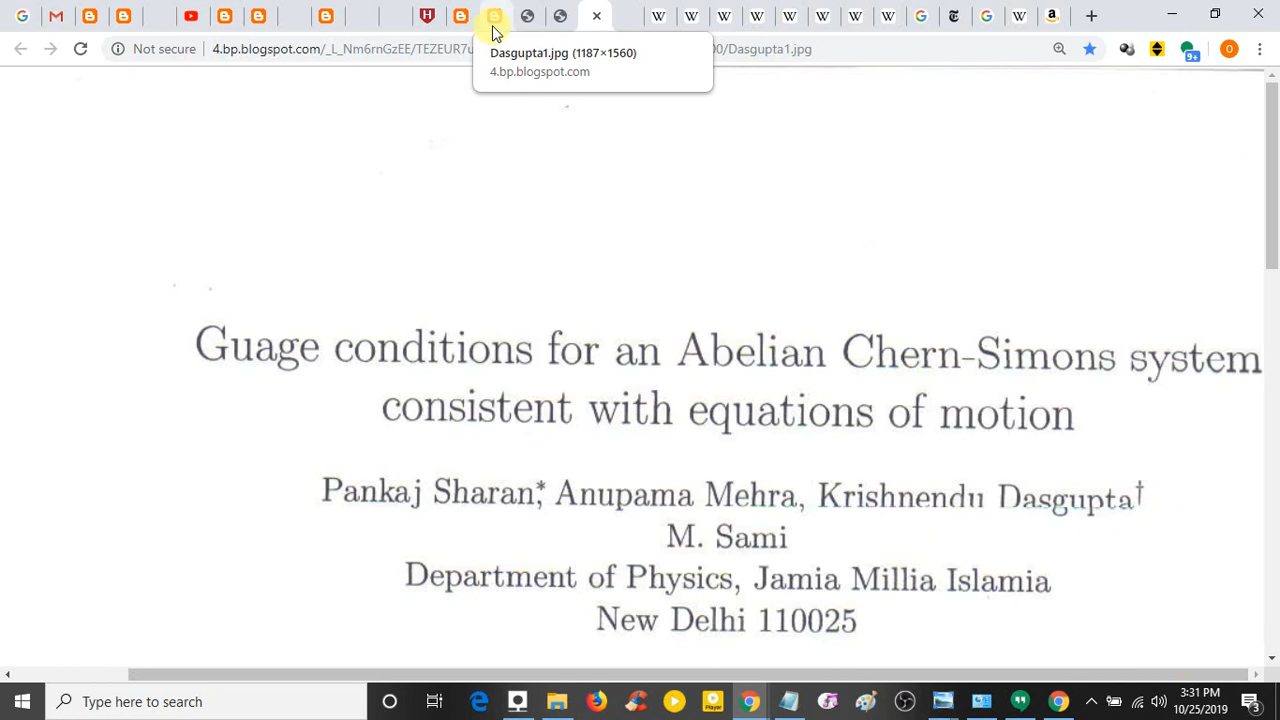 Dasgupta1.jpg (1187×1560)
4.bp.blogspot.com
Not secure
4.bp.blogspot.com/_L_Nm6rnGzEE/TEZEUR7u
00/Dasgupta1.jpg
9+
O
Guage conditions for an Abelian Chern-Simons system
consistent with equations of motion
Pankaj Sharan*, Anupama Mehra, Krishnendu Dasgupta†
M. Sami
Department of Physics, Jamia Millia Islamia
New Delhi 110025
Type here to search
3:31 PM
10/25/2019
3